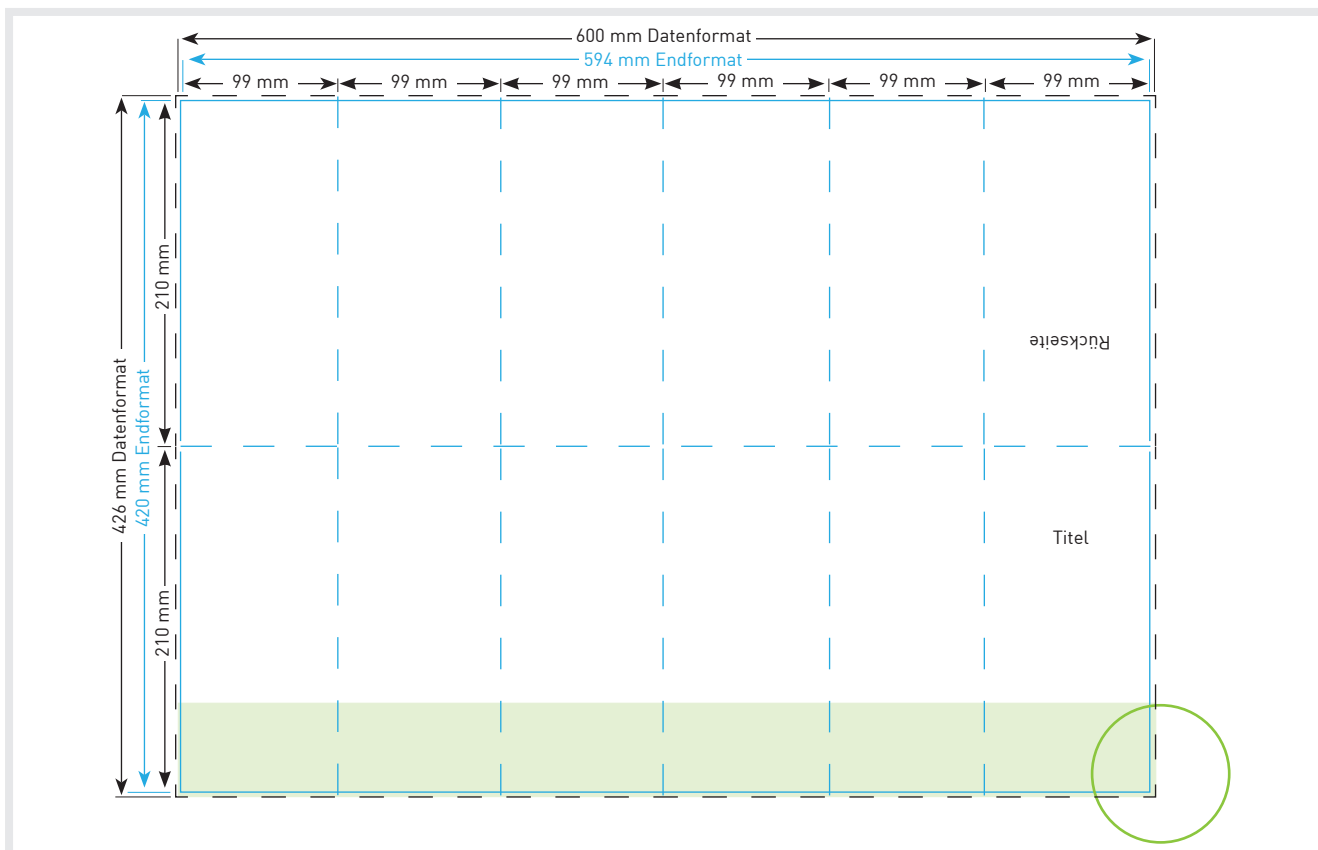 600 mm Datenformat
594 mm Endformat
99 mm 99 mm 99 mm 99 mm 99 mm 99 mm
426 mm Datenformat
420 mm Endformat
210 mm
210 mm
Rückseite
Titel